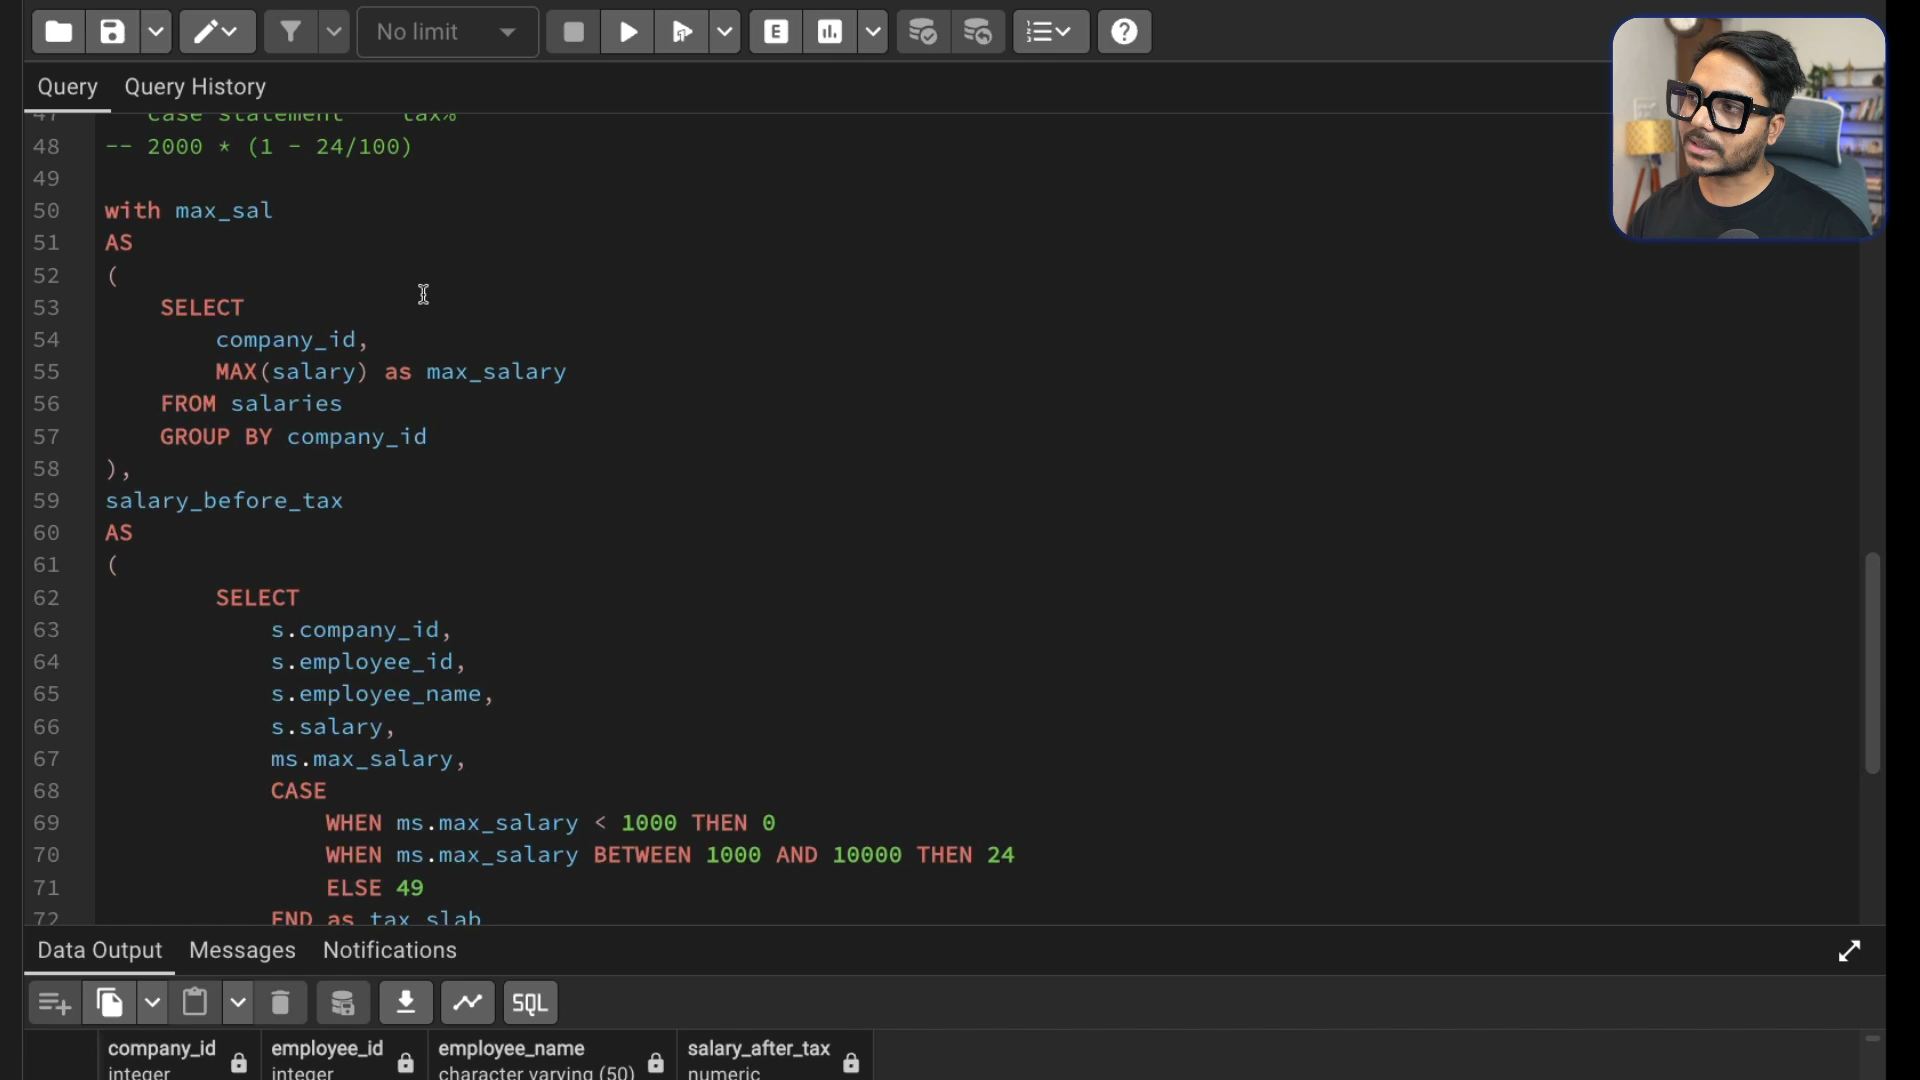 No limit
Query Query History
47 case statement tax%
48 -- 2000 * (1 - 24/100)
49
50 with max_sal
51 AS
52 (
53 SELECT
54 company_id,
55 MAX(salary) as max_salary
56 FROM salaries
57 GROUP BY company_id
58 ),
59 salary_before_tax
60 AS
61 (
62 SELECT
63 s.company_id,
64 s.employee_id,
65 s.employee_name,
66 s.salary,
67 ms.max_salary,
68 CASE
69 WHEN ms.max_salary < 1000 THEN 0
70 WHEN ms.max_salary BETWEEN 1000 AND 10000 THEN 24
71 ELSE 49
72 END as tax_slab
Data Output Messages Notifications
SQL
company_id employee_id employee_name salary_after_tax
integer integer character varying (50) numeric